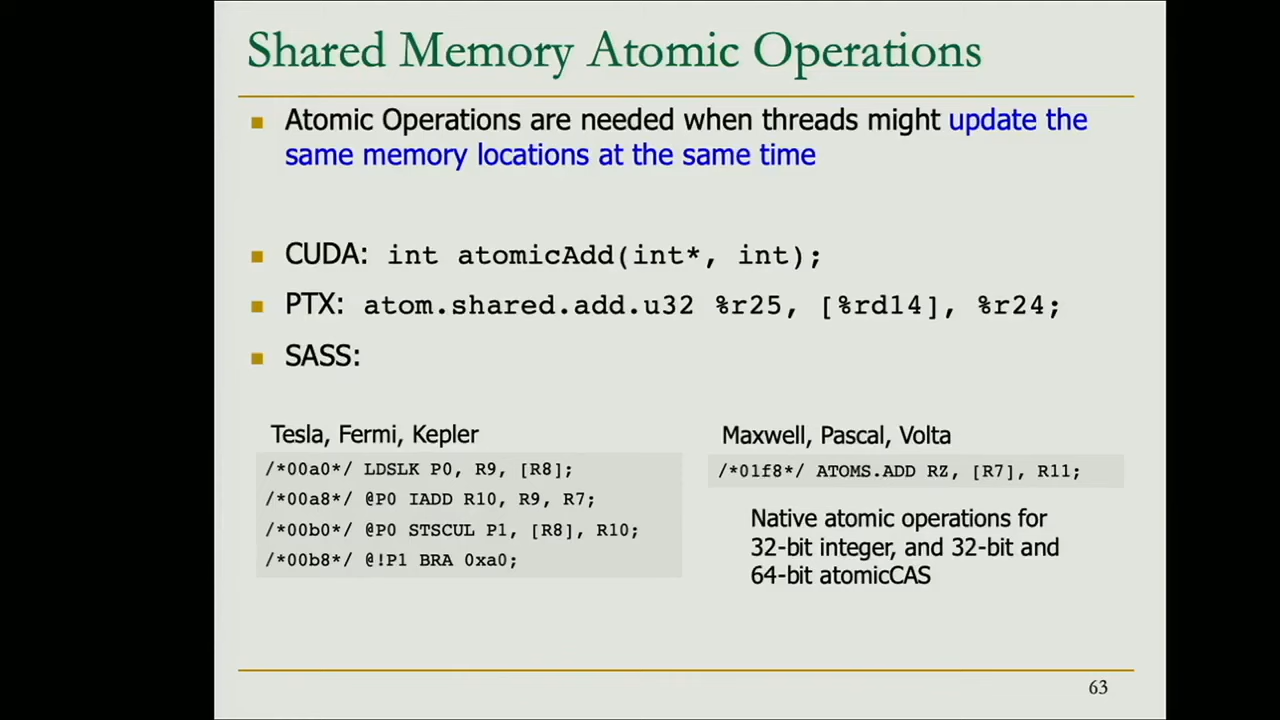 Shared Memory Atomic Operations
Atomic Operations are needed when threads might update the
same memory locations at the same time
CUDA: int atomicAdd(int*, int);
PTX: atom.shared.add.u32 %r25, [%rd14], %r24;
SASS:
Tesla, Fermi, Kepler
/*00a0*/ LDSLK P0, R9, [R8];
/*00a8*/ @P0 IADD R10, R9, R7;
/*00b0*/ @P0 STSCUL P1, [R8], R10;
/*00b8*/ @!P1 BRA 0xa0;
Maxwell, Pascal, Volta
/*01f8*/ ATOMS.ADD RZ, [R7], R11;
Native atomic operations for
32-bit integer, and 32-bit and
64-bit atomicCAS
63